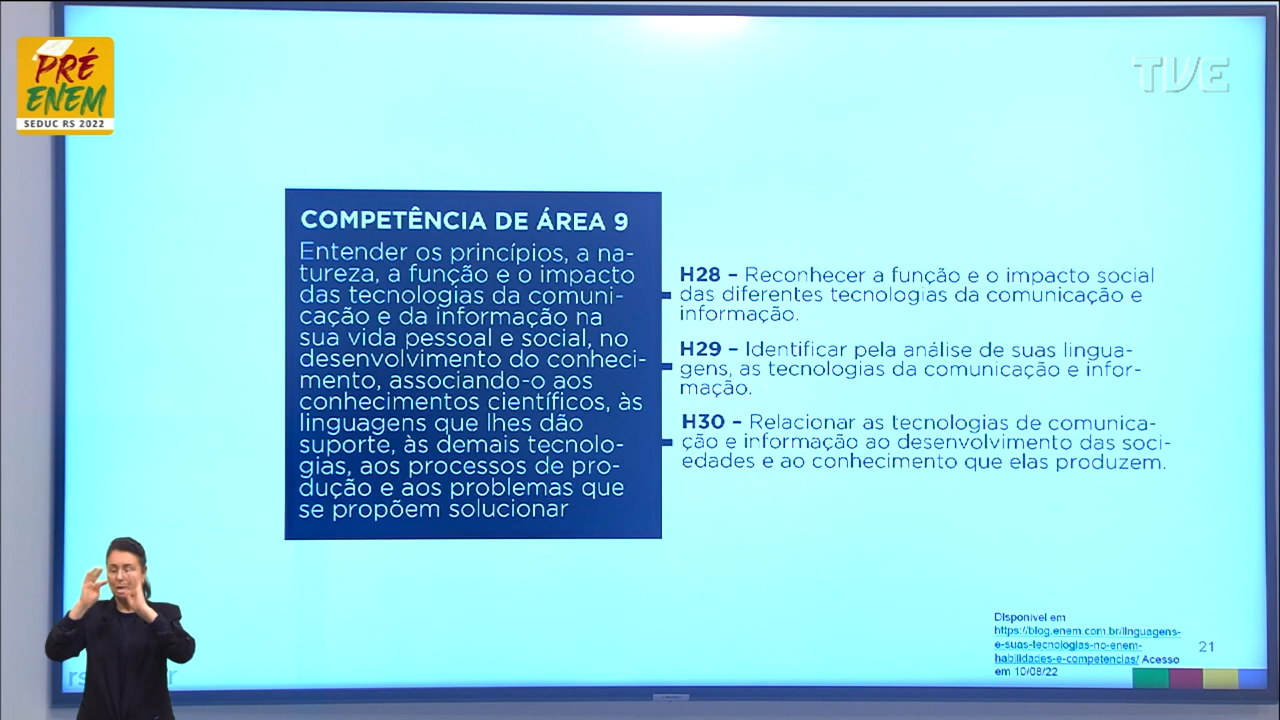 PRÉ
ENEM
SEDUC RS 2022
TVE
COMPETÊNCIA DE ÁREA 9
Entender os princípios, a na-
tureza, a função e o impacto
das tecnologias da comuni-
cação e da informação na
sua vida pessoal e social, no
desenvolvimento do conheci-
mento, associando-o aos
conhecimentos científicos, às
linguagens que lhes dão
suporte, às demais tecnolo-
gias, aos processos de pro-
dução e aos problemas que
se propõem solucionar
H28 – Reconhecer a função e o impacto social
das diferentes tecnologias da comunicação e
informação.
H29 – Identificar pela análise de suas lingua-
gens, as tecnologias da comunicação e infor-
mação.
H30 – Relacionar as tecnologias de comunica-
ção e informação ao desenvolvimento das soci-
edades e ao conhecimento que elas produzem.
Disponível em
https://blog.enem.com.br/linguagens-
e-suas-tecnologias-no-enem-
habilidades-e-competencias/ Acesso
em 10/08/22
21